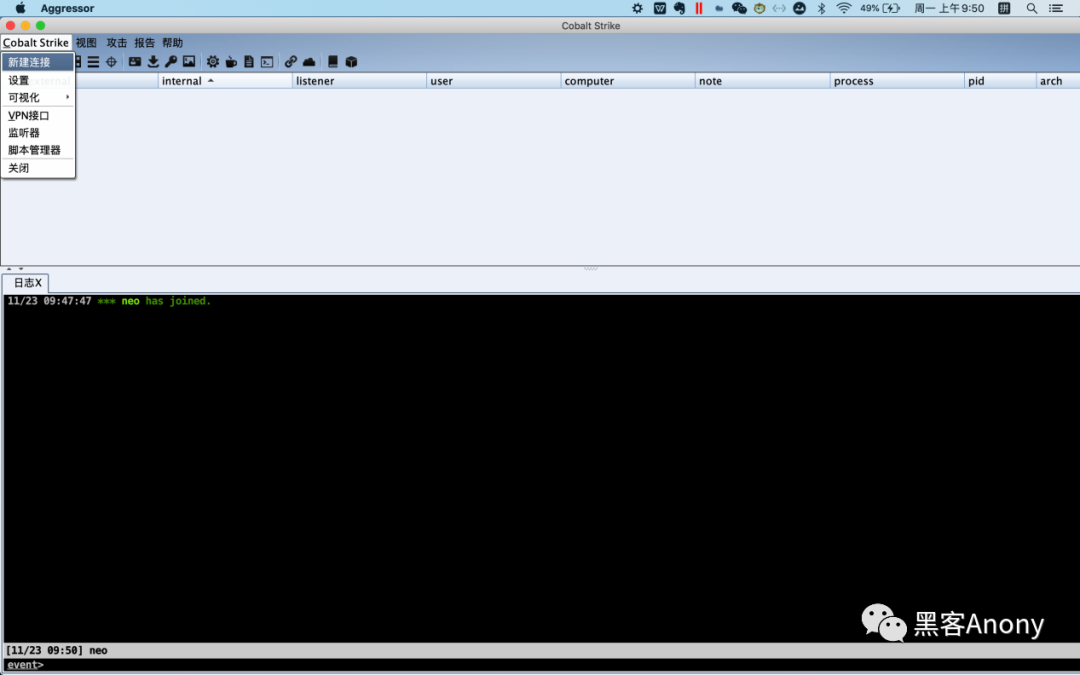 Aggressor
49%
周一 上午9:50
拼
Cobalt Strike
Cobalt Strike 视图 攻击 报告 帮助
新建连接
设置
可视化
VPN接口
监听器
脚本管理器
关闭
external internal listener user computer note process pid arch
日志X
11/23 09:47:47 *** neo has joined.
黑客Anony
[11/23 09:50] neo
event>